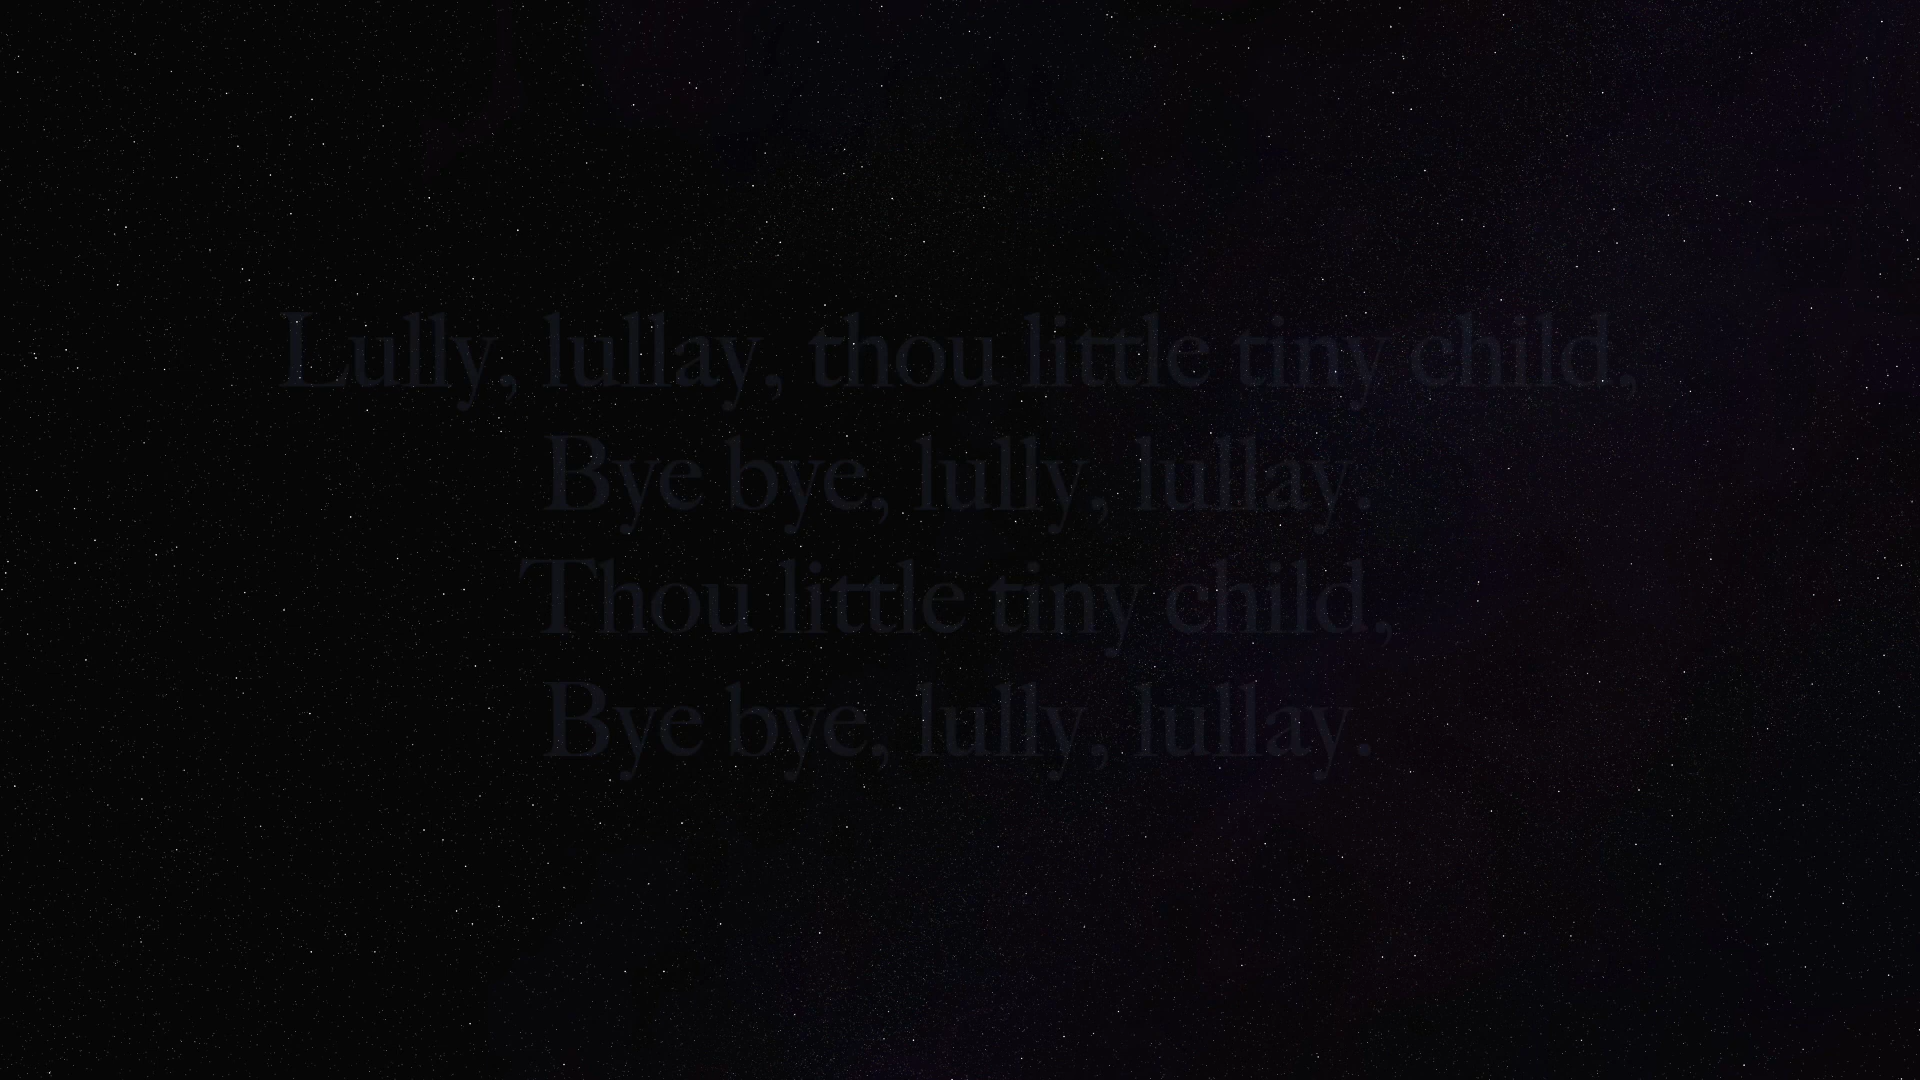 Lully, lullay, thou little tiny child,
Bye bye, lully, lullay.
Thou little tiny child,
Bye bye, lully, lullay.